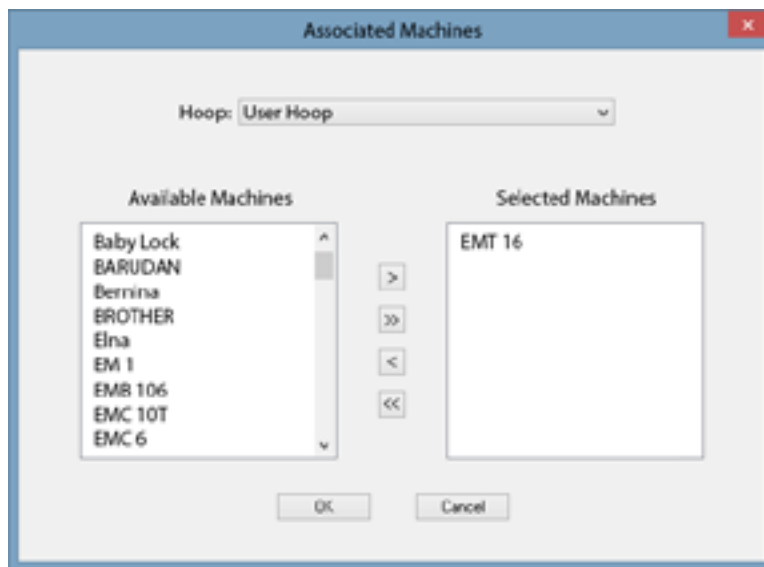 Associated Machines
Hoop: User Hoop
Available Machines
Selected Machines
Baby Lock
BARUDAN
Bernina
BROTHER
Elna
EM 1
EMB 106
EMC 10T
EMC 6
>
>>
<
<<
EMT 16
OK
Cancel